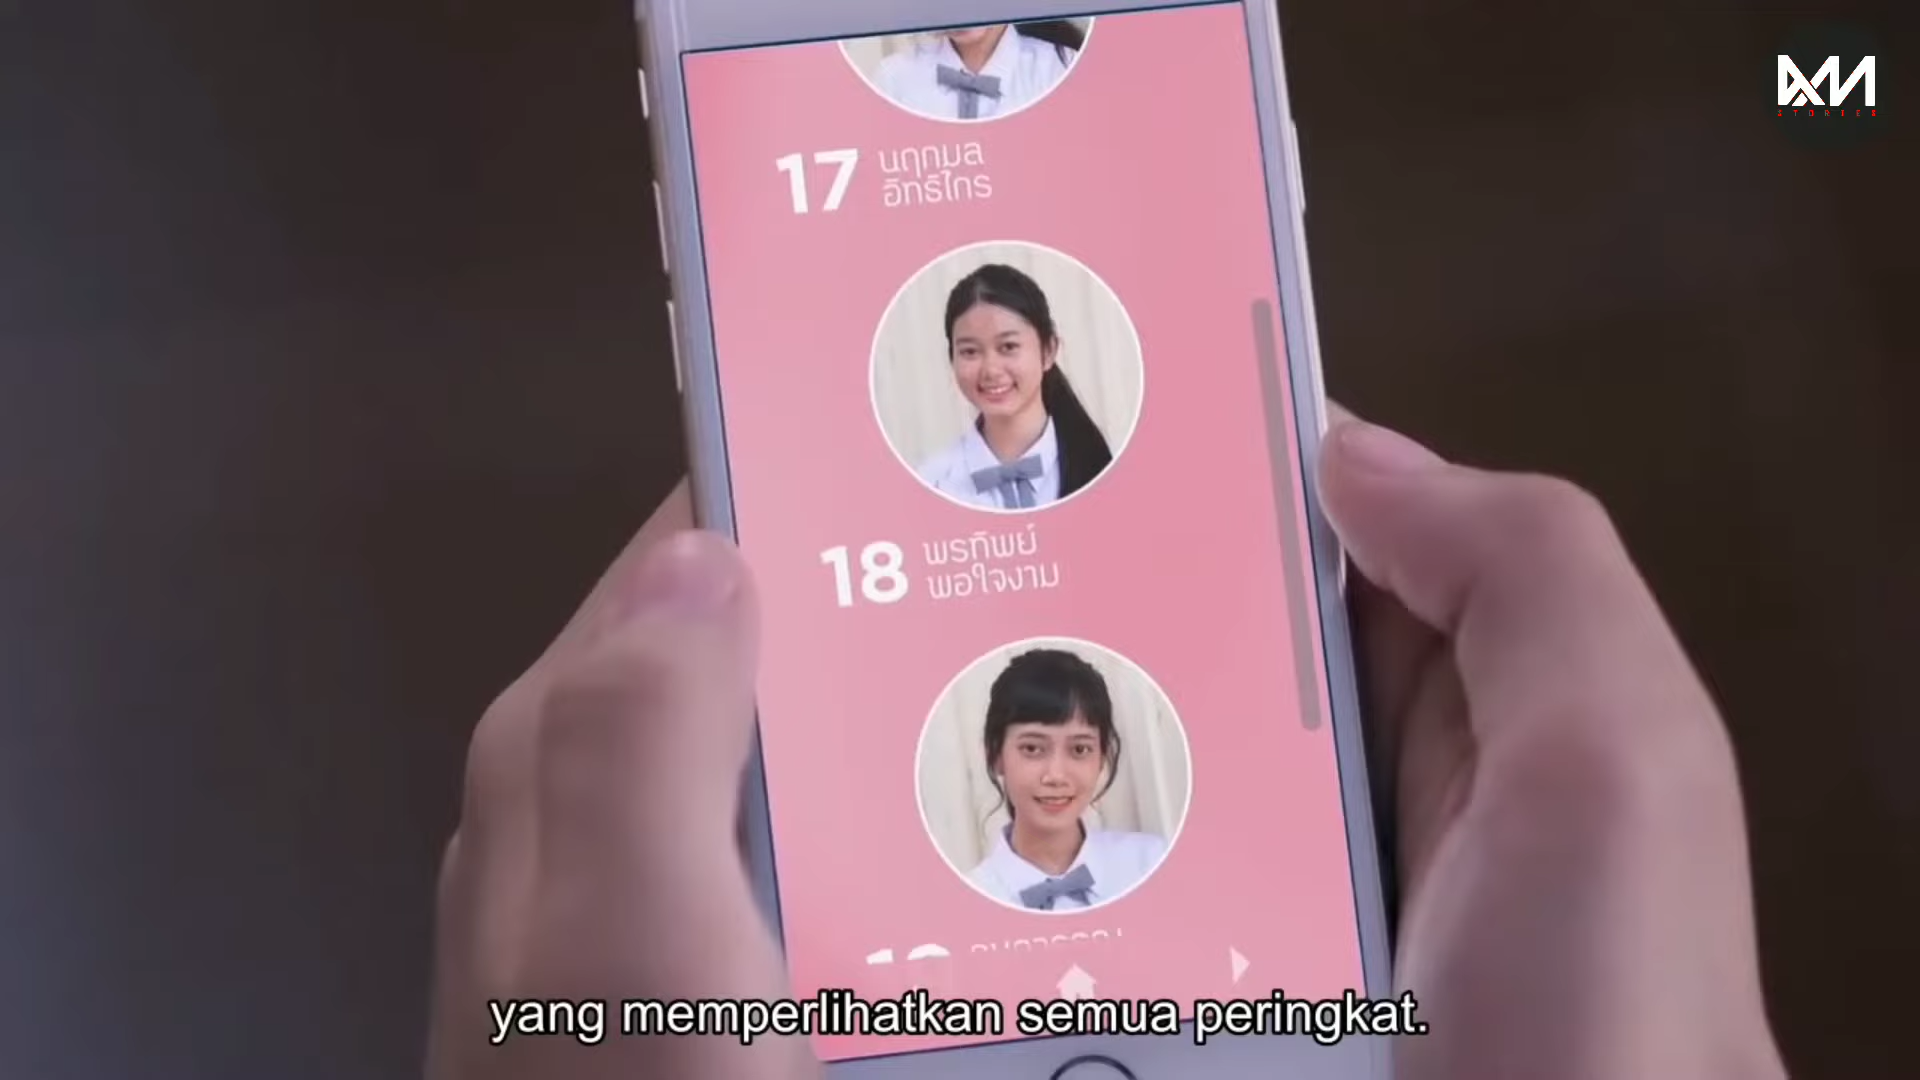 STORIES
17 นฤกมล
อิทธิไกร
18 พรทิพย์
พอใจงาม
yang memperlihatkan semua peringkat.